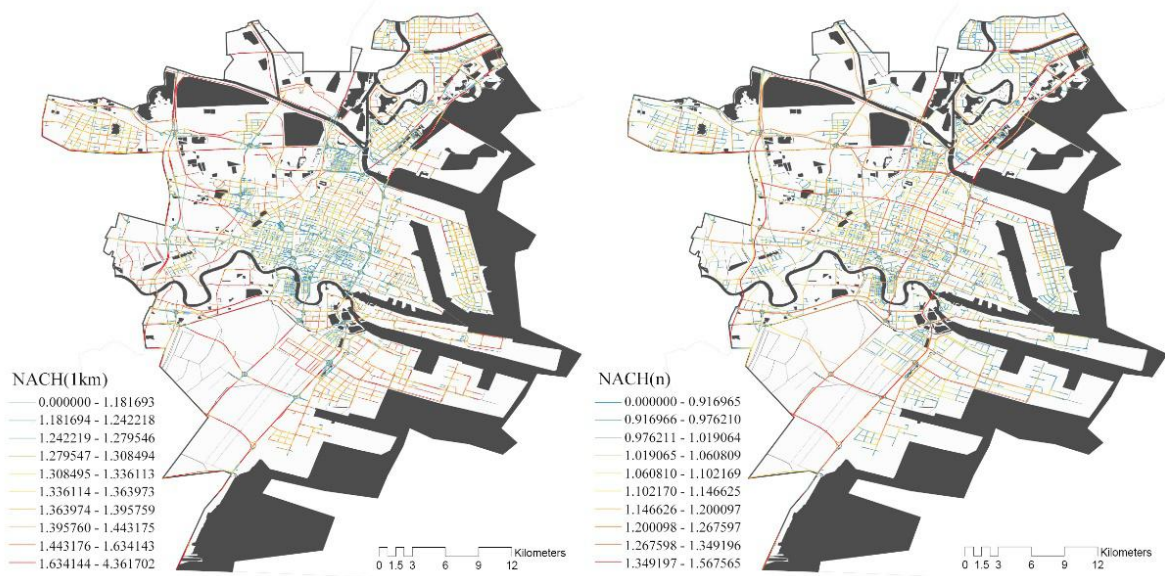 NACH(1km)
0.000000 - 1.181693
1.181694 - 1.242218
1.242219 - 1.279546
1.279547 - 1.308494
1.308495 - 1.336113
1.336114 - 1.363973
1.363974 - 1.395759
1.395760 - 1.443175
1.443176 - 1.634143
1.634144 - 4.361702
Kilometers
0 1.5 3 6 9 12
NACH(n)
0.000000 - 0.916965
0.916966 - 0.976210
0.976211 - 1.019064
1.019065 - 1.060809
1.060810 - 1.102169
1.102170 - 1.146625
1.146626 - 1.200097
1.200098 - 1.267597
1.267598 - 1.349196
1.349197 - 1.567565
Kilometers
0 1.5 3 6 9 12